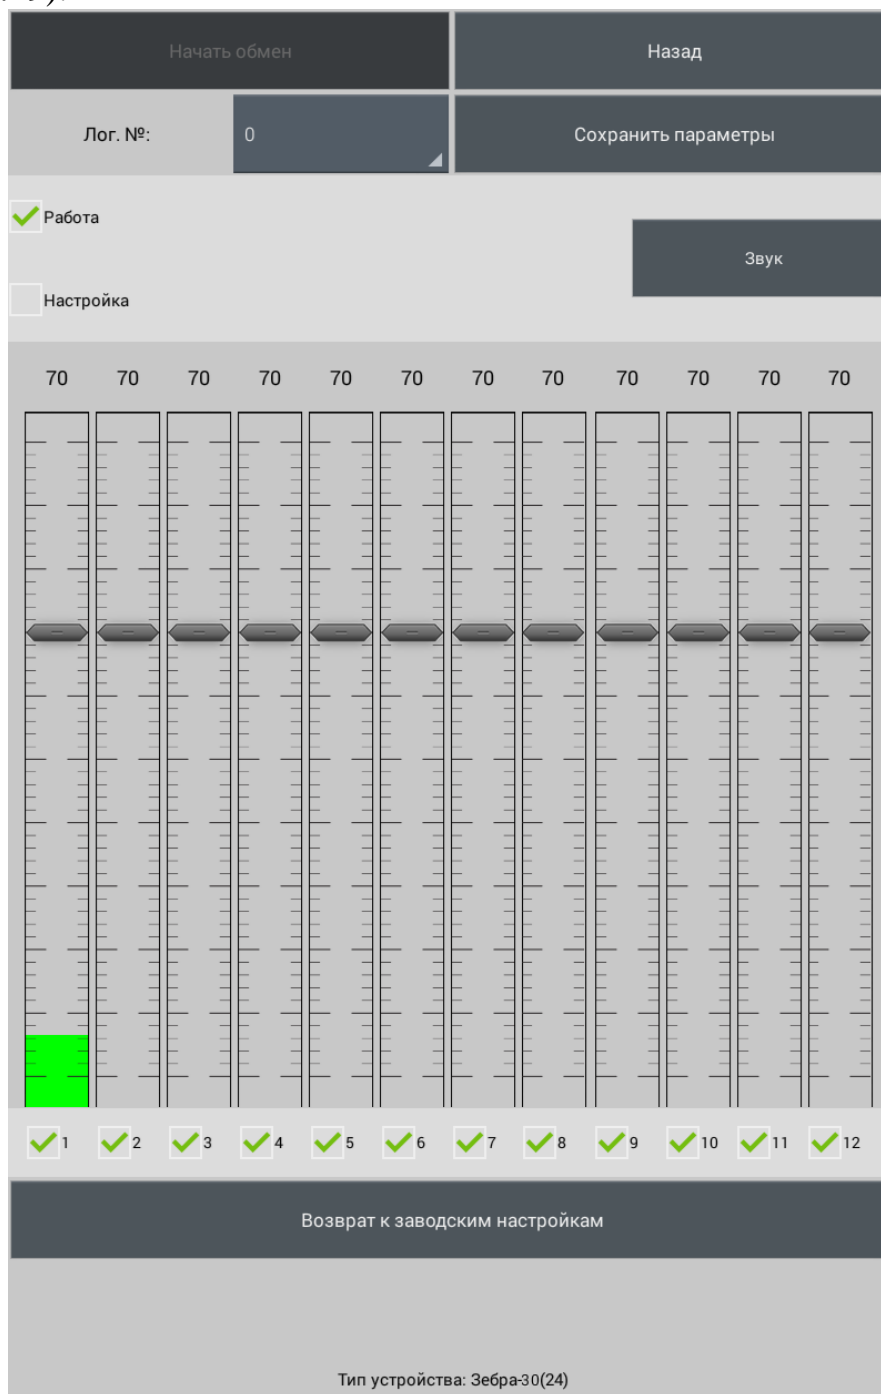 Начать обмен
Назад
Лог. №:
0
Сохранить параметры
Работа
Звук
Настройка
70 70 70 70 70 70 70 70 70 70 70 70
1 2 3 4 5 6 7 8 9 10 11 12
Возврат к заводским настройкам
Тип устройства: Зебра-30(24)